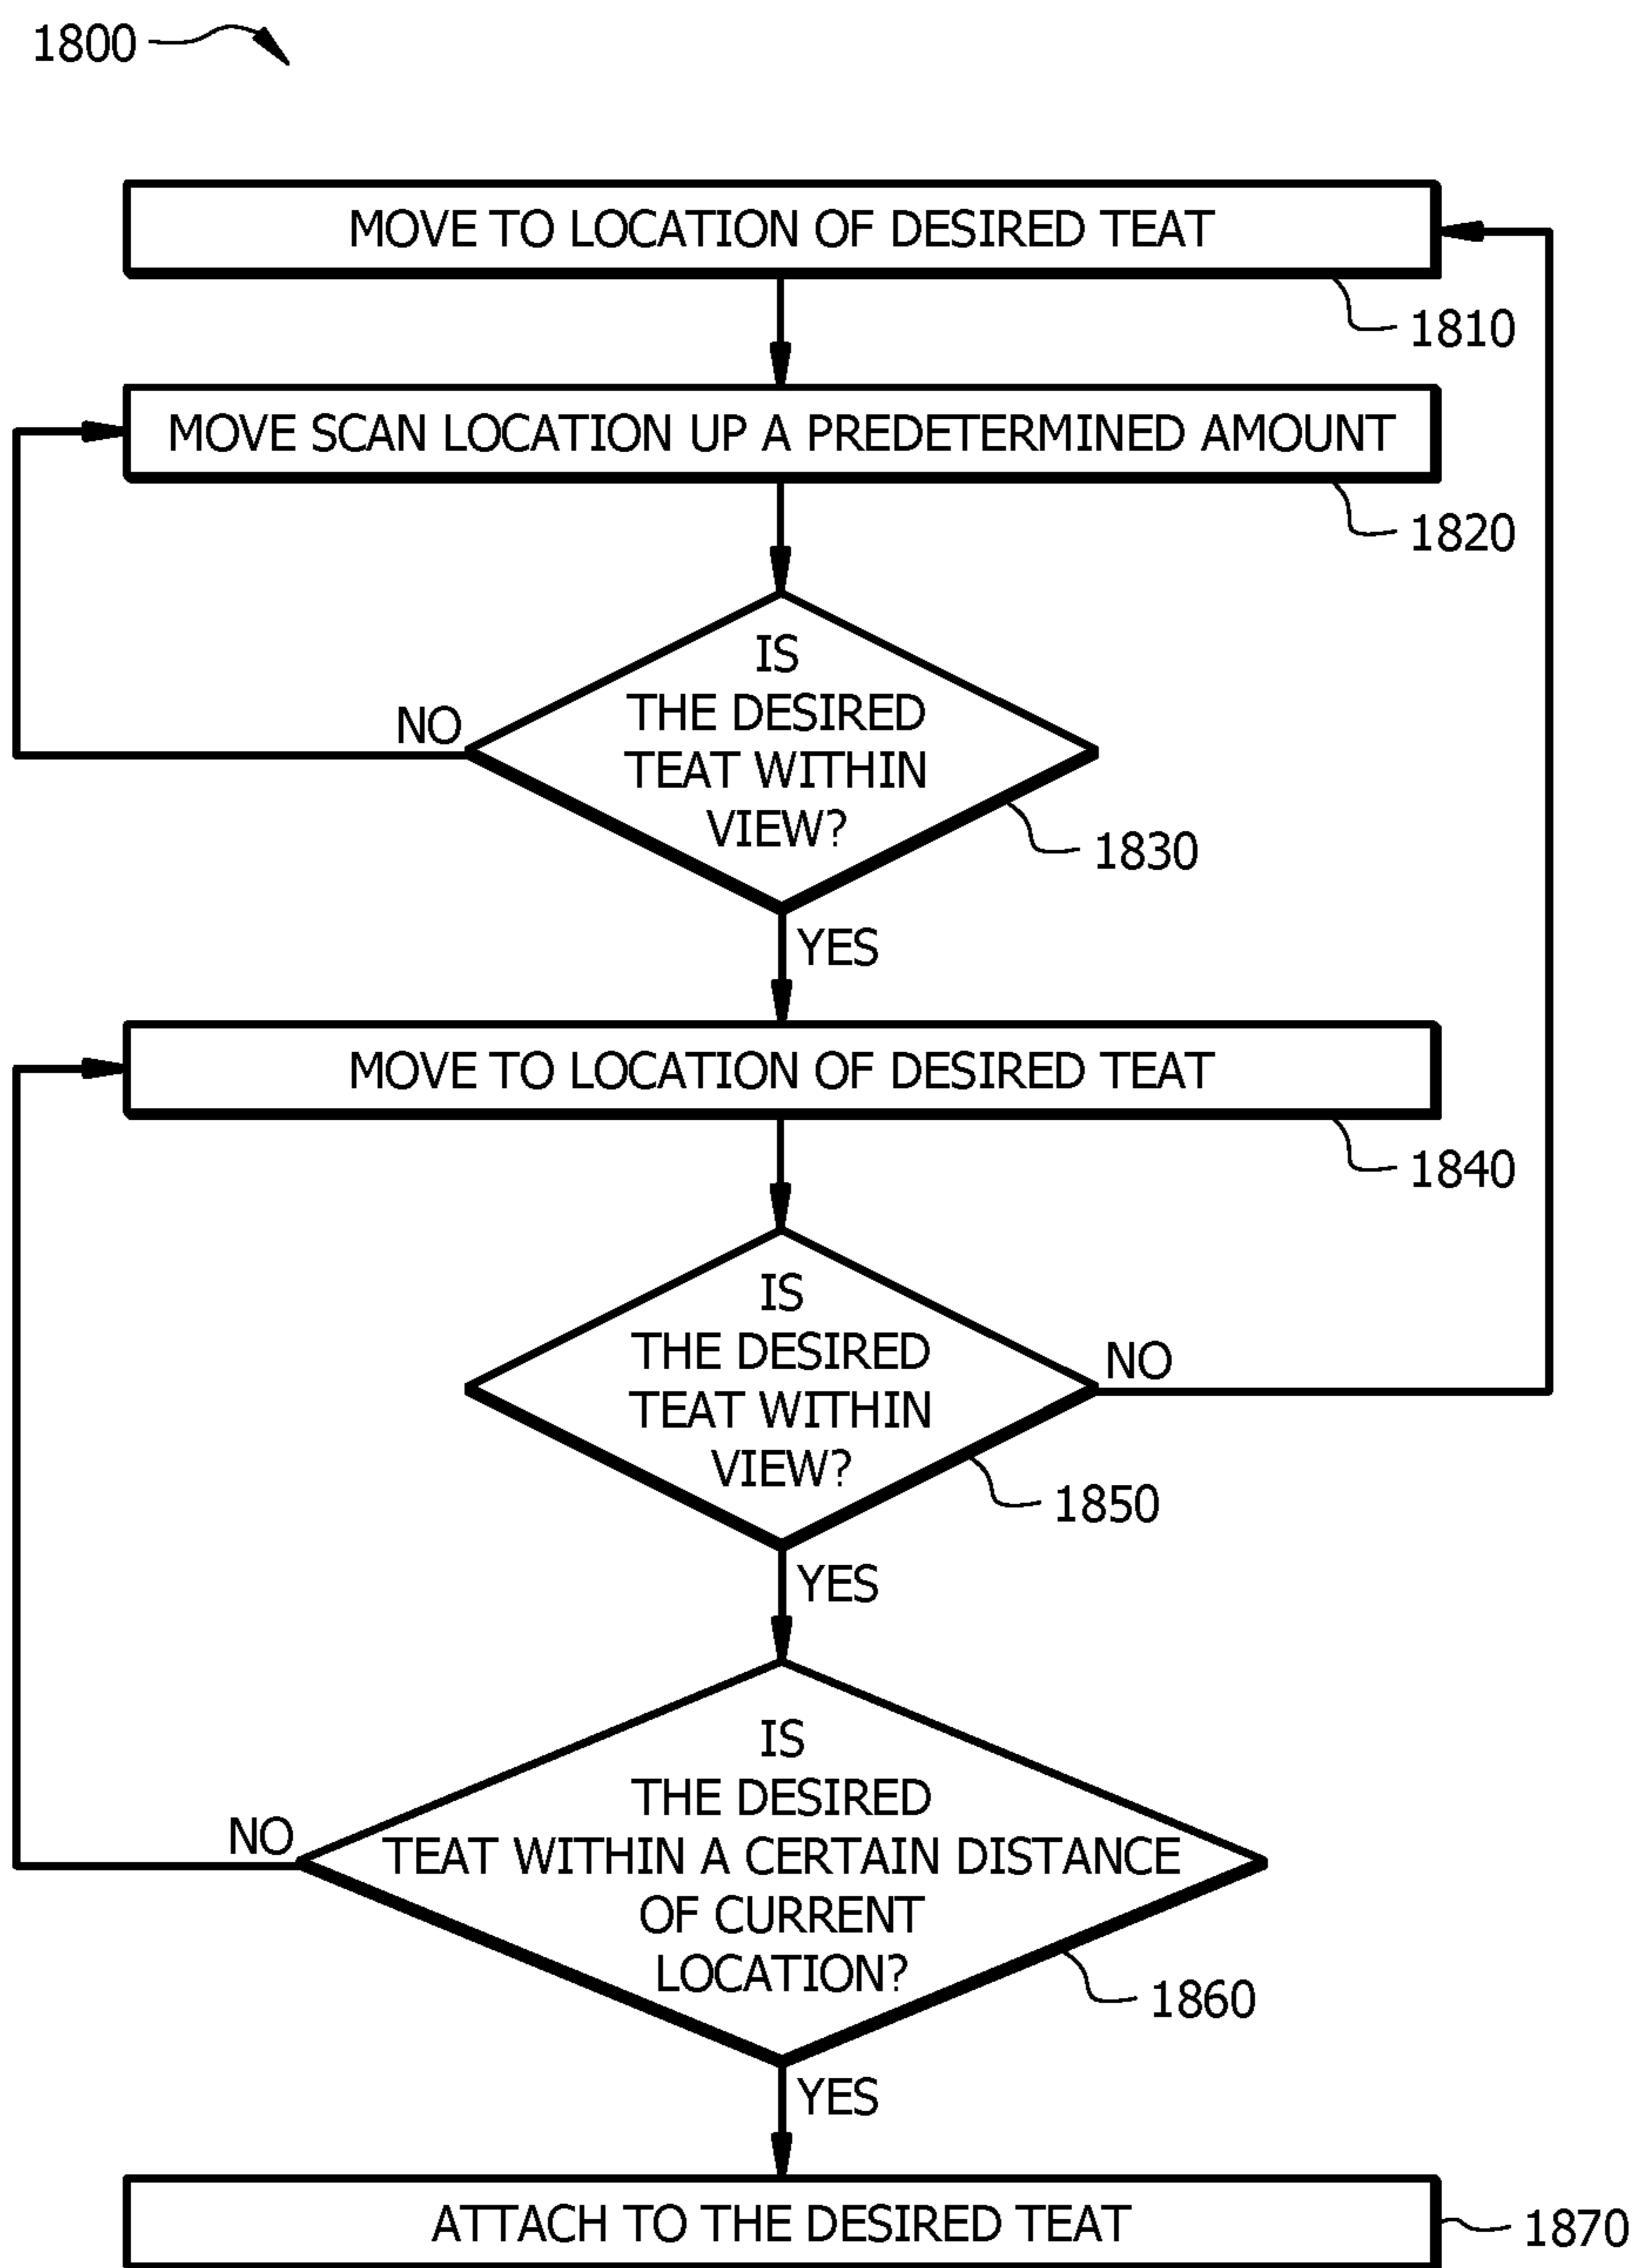 1800
MOVE TO LOCATION OF DESIRED TEAT
1810
MOVE SCAN LOCATION UP A PREDETERMINED AMOUNT
1820
IS
THE DESIRED
TEAT WITHIN
VIEW?
NO
1830
YES
MOVE TO LOCATION OF DESIRED TEAT
1840
IS
THE DESIRED
TEAT WITHIN
VIEW?
NO
1850
YES
IS
THE DESIRED
TEAT WITHIN A CERTAIN DISTANCE
OF CURRENT
LOCATION?
NO
1860
YES
ATTACH TO THE DESIRED TEAT
1870